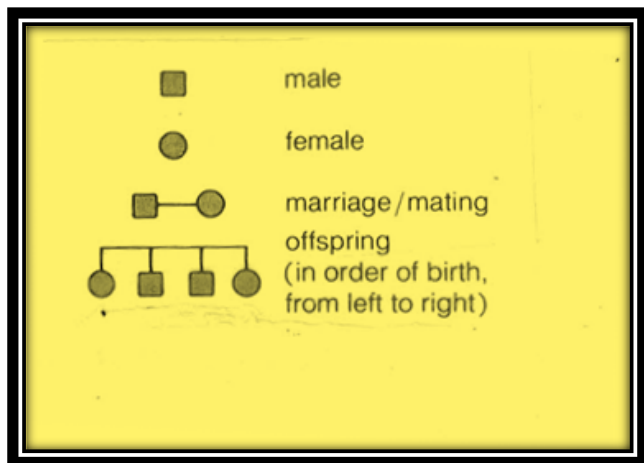 male
female
marriage/mating
offspring
(in order of birth,
from left to right)